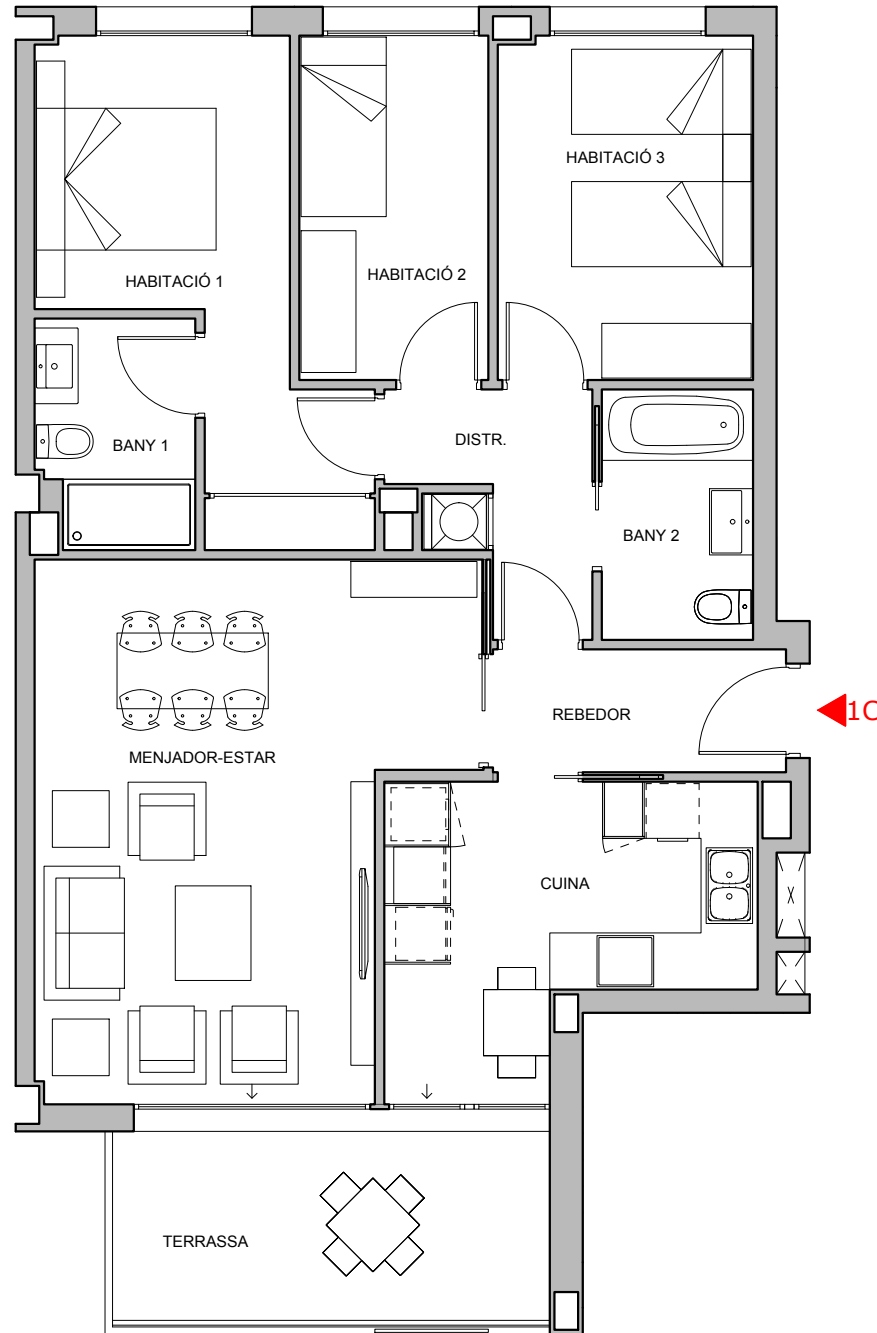 HABITACIÓ 3
HABITACIÓ 1
HABITACIÓ 2
BANY 1
DISTR.
BANY 2
1C
REBEDOR
MENJADOR-ESTAR
CUINA
TERRASSA